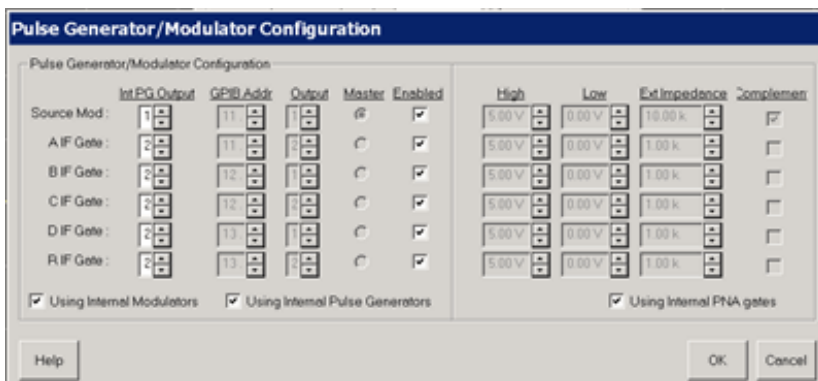 Pulse Generator/Modulator Configuration
Pulse Generator/Modulator Configuration
Int.PG Output GPIB Addr Output Master Enabled High Low Ext.Impedance Complemen
Source Mod : 1 11 . 1 5.00 V 0.00 V 10.00 k
A IF Gate : 2 11 . 2 5.00 V 0.00 V 1.00 k
B IF Gate : 2 12 . 1 5.00 V 0.00 V 1.00 k
C IF Gate : 2 12 . 2 5.00 V 0.00 V 1.00 k
D IF Gate : 2 13 . 1 5.00 V 0.00 V 1.00 k
R IF Gate : 2 13 . 2 5.00 V 0.00 V 1.00 k
Using Internal Modulators Using Internal Pulse Generators Using Internal PNA gates
Help OK Cancel